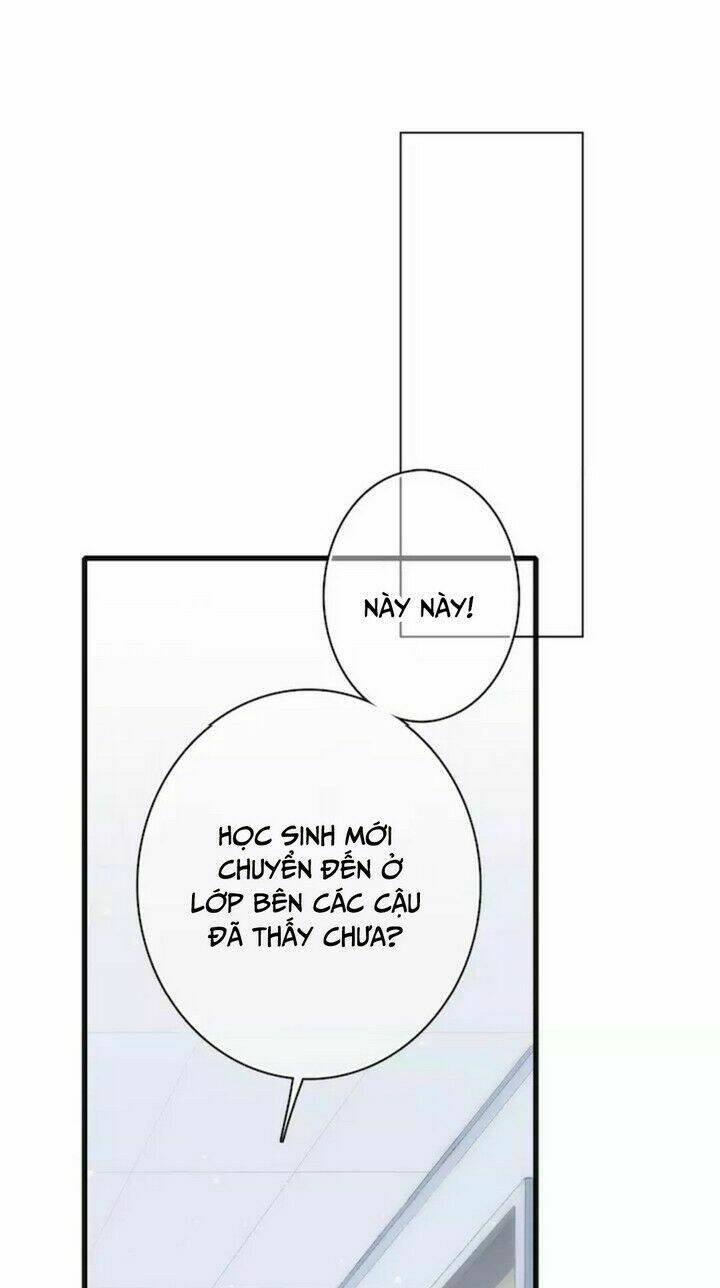 NÀY NÀY!
HỌC SINH MỚI
CHUYỂN ĐẾN Ở
LỚP BÊN CÁC CẬU
ĐÃ THẤY CHƯA?